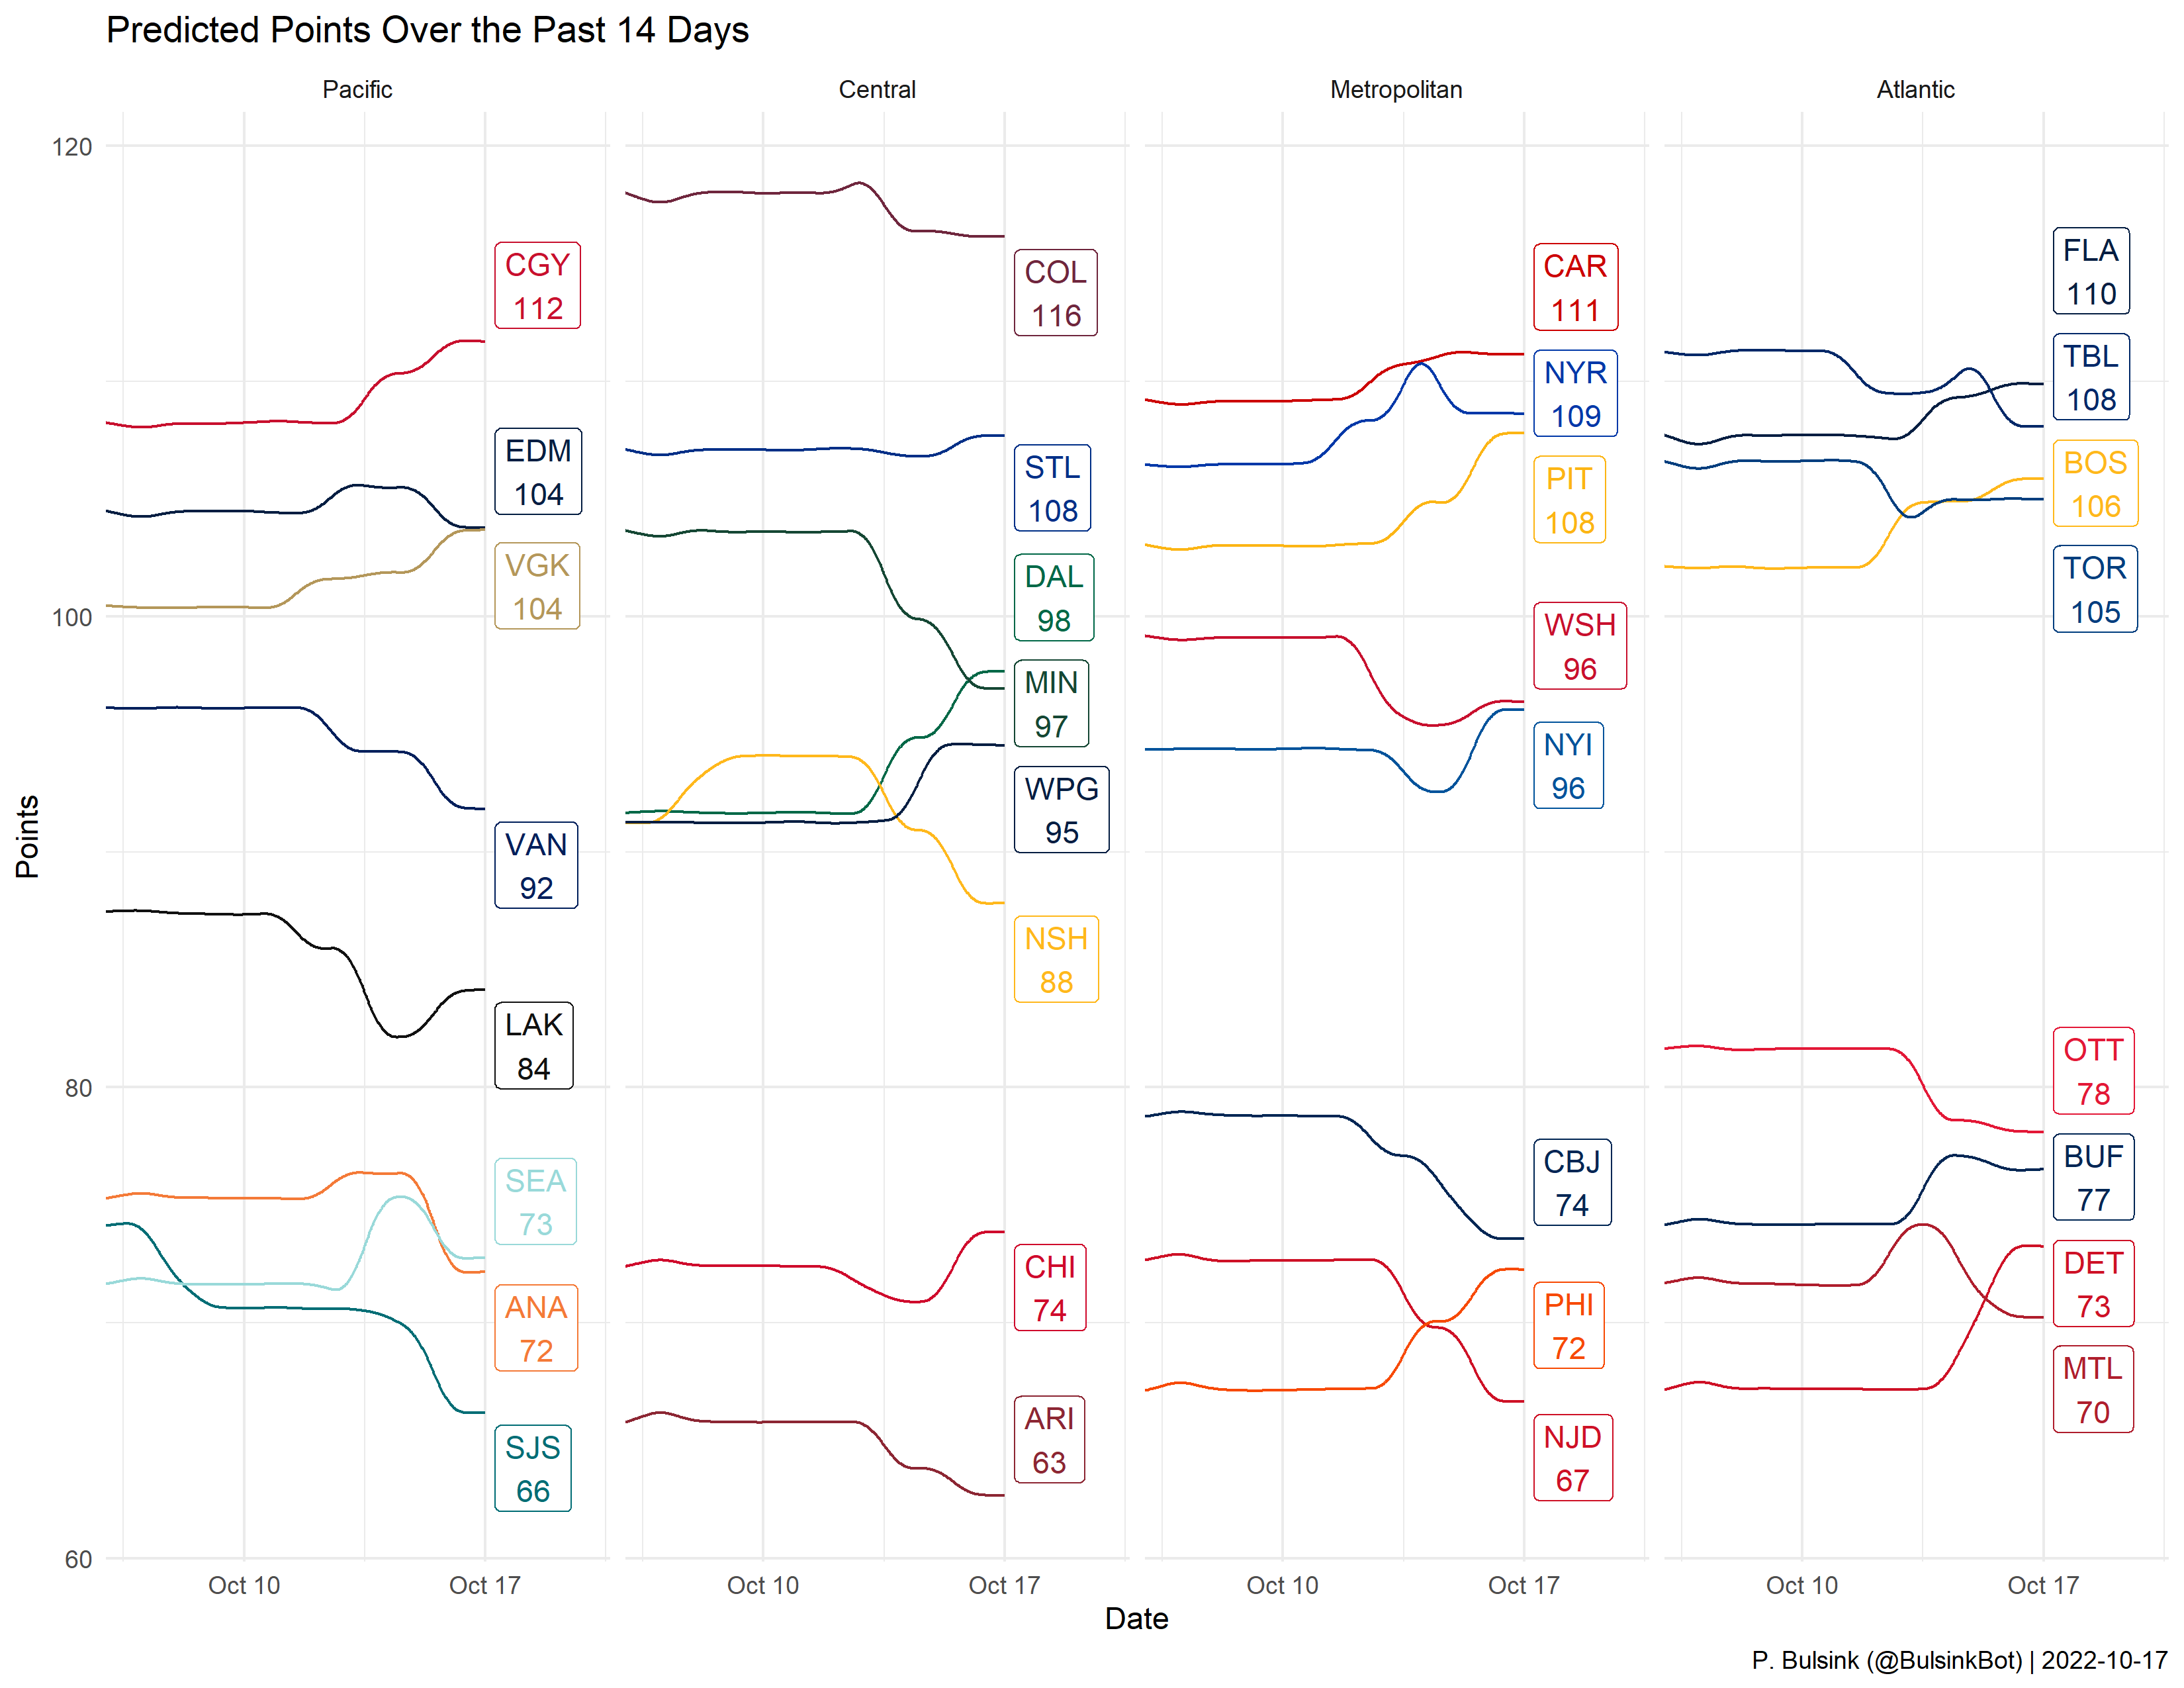 Predicted Points Over the Past 14 Days
Pacific
Central
Metropolitan
Atlantic
Points
120
100
80
60
CGY
112
EDM
104
VGK
104
VAN
92
LAK
84
SEA
73
ANA
72
SJS
66
COL
116
STL
108
DAL
98
MIN
97
WPG
95
NSH
88
CHI
74
ARI
63
CAR
111
NYR
109
PIT
108
WSH
96
NYI
96
CBJ
74
PHI
72
NJD
67
FLA
110
TBL
108
BOS
106
TOR
105
OTT
78
BUF
77
DET
73
MTL
70
Oct 10
Oct 17
Oct 10
Oct 17
Oct 10
Oct 17
Oct 10
Oct 17
Date
P. Bulsink (@BulsinkBot) | 2022-10-17